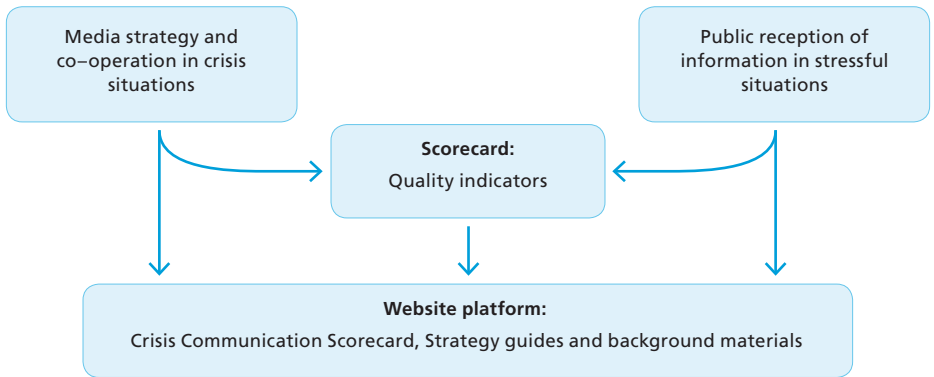 Media strategy and
co–operation in crisis
situations
Public reception of
information in stressful
situations
Scorecard:
Quality indicators
Website platform:
Crisis Communication Scorecard, Strategy guides and background materials